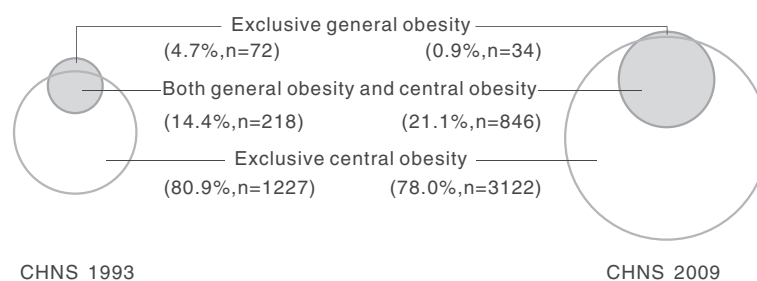 Exclusive general obesity
(4.7%,n=72) (0.9%,n=34)
Both general obesity and central obesity
(14.4%,n=218) (21.1%,n=846)
Exclusive central obesity
(80.9%,n=1227) (78.0%,n=3122)
CHNS 1993 CHNS 2009